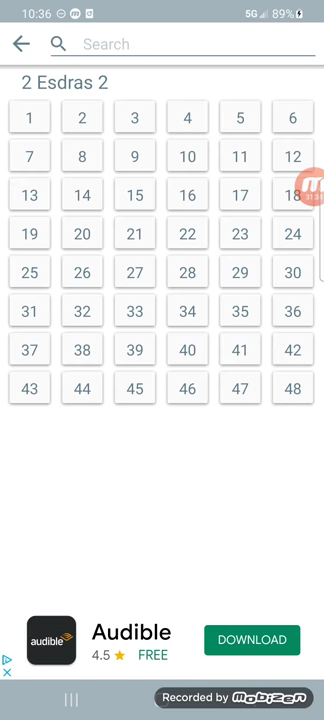 10:36 5G 89%
Search
2 Esdras 2
1 2 3 4 5 6
7 8 9 10 11 12
13 14 15 16 17 18
19 20 21 22 23 24
25 26 27 28 29 30
31 32 33 34 35 36
37 38 39 40 41 42
43 44 45 46 47 48
audible
Audible
4.5 ★ FREE
DOWNLOAD
Recorded by mobizen